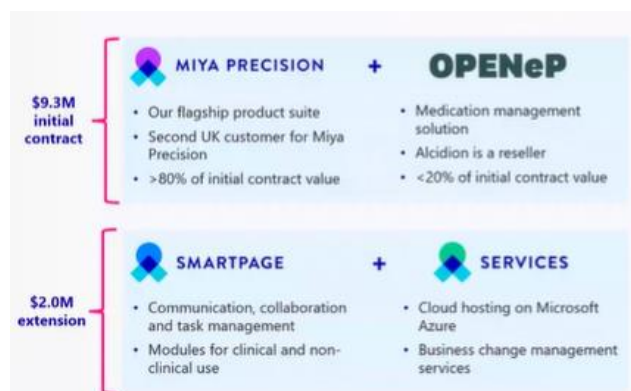 $9.3M
initial
contract
MIYA PRECISION + OPENeP
• Our flagship product suite
• Second UK customer for Miya
Precision
• >80% of initial contract value
• Medication management
solution
• Alcidion is a reseller
• <20% of initial contract value
$2.0M
extension
SMARTPAGE + SERVICES
• Communication, collaboration
and task management
• Modules for clinical and non-
clinical use
• Cloud hosting on Microsoft
Azure
• Business change management
services